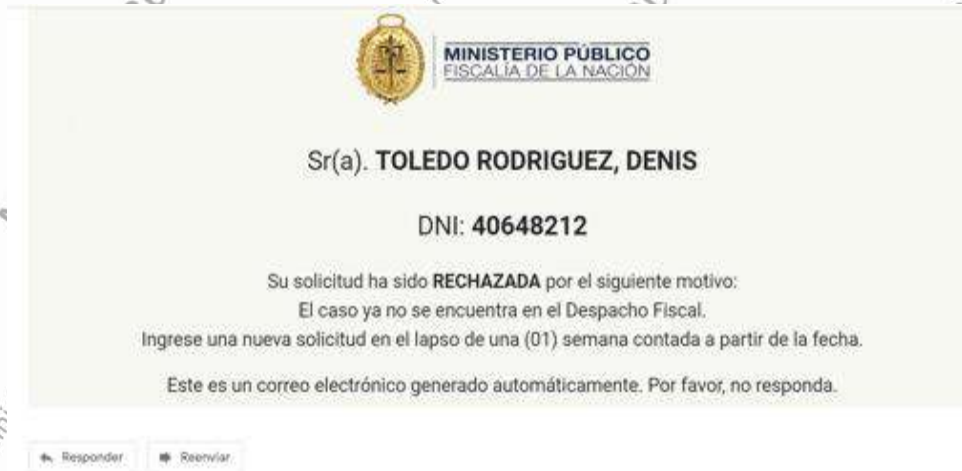 MINISTERIO PÚBLICO
FISCALÍA DE LA NACIÓN
Sr(a). TOLEDO RODRIGUEZ, DENIS
DNI: 40648212
Su solicitud ha sido RECHAZADA por el siguiente motivo:
El caso ya no se encuentra en el Despacho Fiscal.
Ingrese una nueva solicitud en el lapso de una (01) semana contada a partir de la fecha.
Este es un correo electrónico generado automáticamente. Por favor, no responda.
Responder
Reenviar